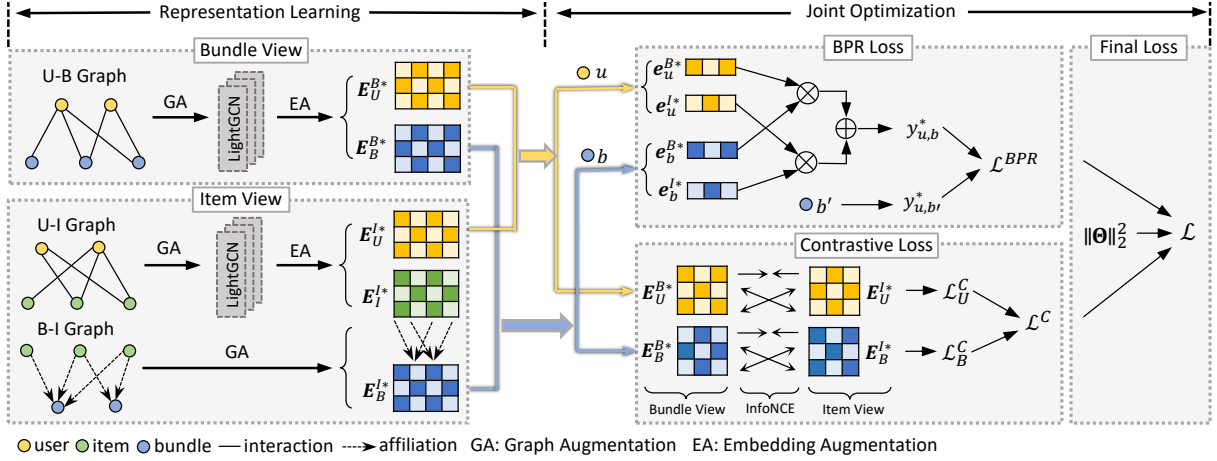 Representation Learning
Joint Optimization
Bundle View
U-B Graph
GA
LightGCN
EA
E_U^{B*}
E_B^{B*}
Item View
U-I Graph
GA
LightGCN
EA
E_U^{I*}
E_I^{I*}
B-I Graph
GA
E_B^{I*}
u
b
BPR Loss
e_u^{B*}
e_u^{I*}
e_b^{B*}
e_b^{I*}
y_{u,b}^*
b′
y_{u,b′}^*
ℒ^{BPR}
Contrastive Loss
E_U^{B*}
E_U^{I*}
ℒ_U^C
E_B^{B*}
E_B^{I*}
ℒ_B^C
ℒ^C
Bundle View
InfoNCE
Item View
Final Loss
‖Θ‖_2^2
ℒ
user item bundle interaction affiliation GA: Graph Augmentation EA: Embedding Augmentation